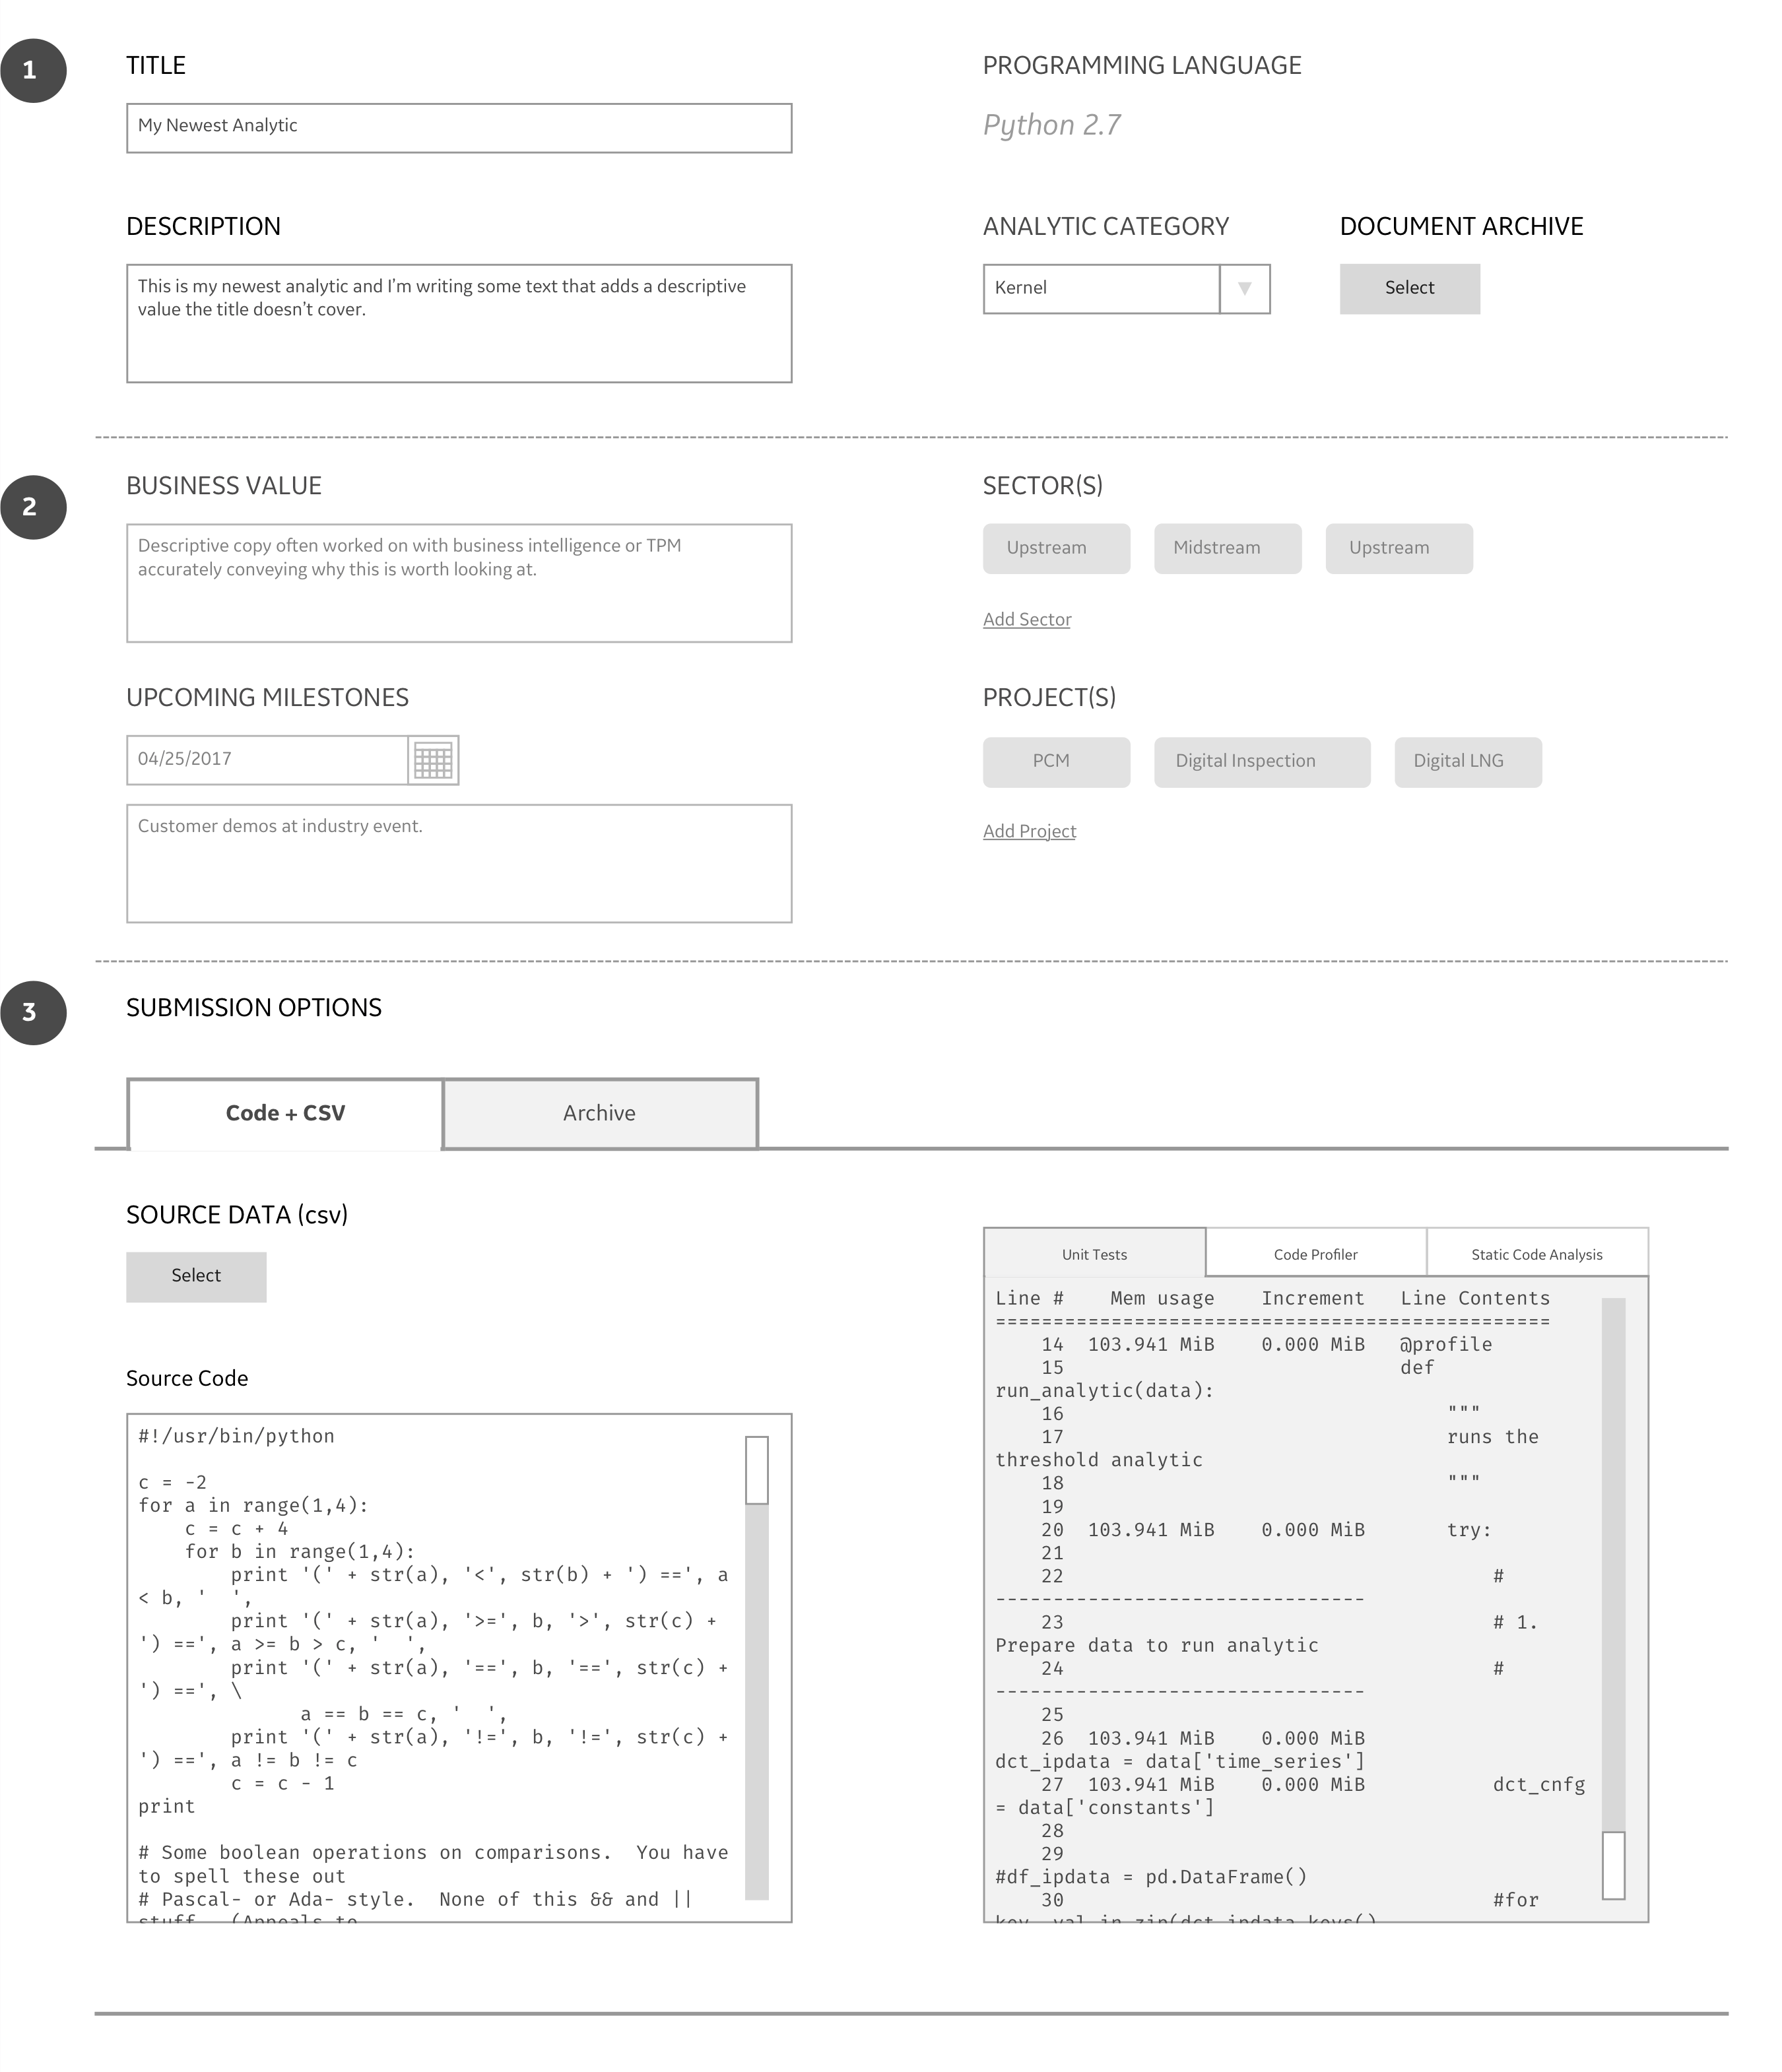 1
TITLE
My Newest Analytic
PROGRAMMING LANGUAGE
Python 2.7
DESCRIPTION
This is my newest analytic and I'm writing some text that adds a descriptive
value the title doesn't cover.
ANALYTIC CATEGORY
Kernel
DOCUMENT ARCHIVE
Select
2
BUSINESS VALUE
Descriptive copy often worked on with business intelligence or TPM
accurately conveying why this is worth looking at.
SECTOR(S)
Upstream Midstream Upstream
Add Sector
UPCOMING MILESTONES
04/25/2017
Customer demos at industry event.
PROJECT(S)
PCM Digital Inspection Digital LNG
Add Project
3
SUBMISSION OPTIONS
Code + CSV Archive
SOURCE DATA (csv)
Select
Source Code
#!/usr/bin/python
c = -2
for a in range(1,4):
    c = c + 4
    for b in range(1,4):
        print '(' + str(a), '<', str(b) + ') ==', a
< b, '  ',
        print '(' + str(a), '>=', b, '>', str(c) +
') ==', a >= b > c, '  ',
        print '(' + str(a), '==', b, '==', str(c) +
') ==', \
              a == b == c, '  ',
        print '(' + str(a), '!=', b, '!=', str(c) +
') ==', a != b != c
        c = c - 1
print
# Some boolean operations on comparisons.  You have
to spell these out
# Pascal- or Ada- style.  None of this && and ||
stuff.  (Appeals to
Unit Tests Code Profiler Static Code Analysis
Line #    Mem usage    Increment   Line Contents
================================================
    14  103.941 MiB    0.000 MiB   @profile
    15                             def
run_analytic(data):
    16                                 """
    17                                 runs the
threshold analytic
    18                                 """
    19
    20  103.941 MiB    0.000 MiB       try:
    21
    22                                     #
--------------------------------
    23                                     # 1.
Prepare data to run analytic
    24                                     #
--------------------------------
    25
    26  103.941 MiB    0.000 MiB
dct_ipdata = data['time_series']
    27  103.941 MiB    0.000 MiB           dct_cnfg
= data['constants']
    28
    29
#df_ipdata = pd.DataFrame()
    30                                     #for
key, val in zip(dct_ipdata.keys()